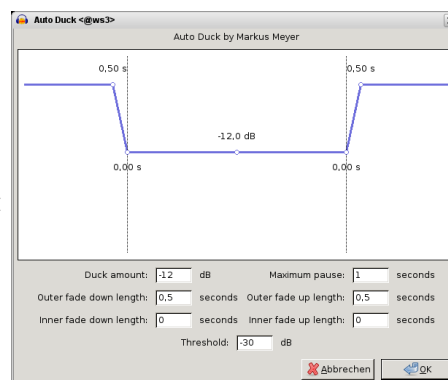 Auto Duck <@ws3>
Auto Duck by Markus Meyer
0,50 s 0,50 s
-12,0 dB
0,00 s 0,00 s
Duck amount: -12 dB Maximum pause: 1 seconds
Outer fade down length: 0,5 seconds Outer fade up length: 0,5 seconds
Inner fade down length: 0 seconds Inner fade up length: 0 seconds
Threshold: -30 dB
Abbrechen OK